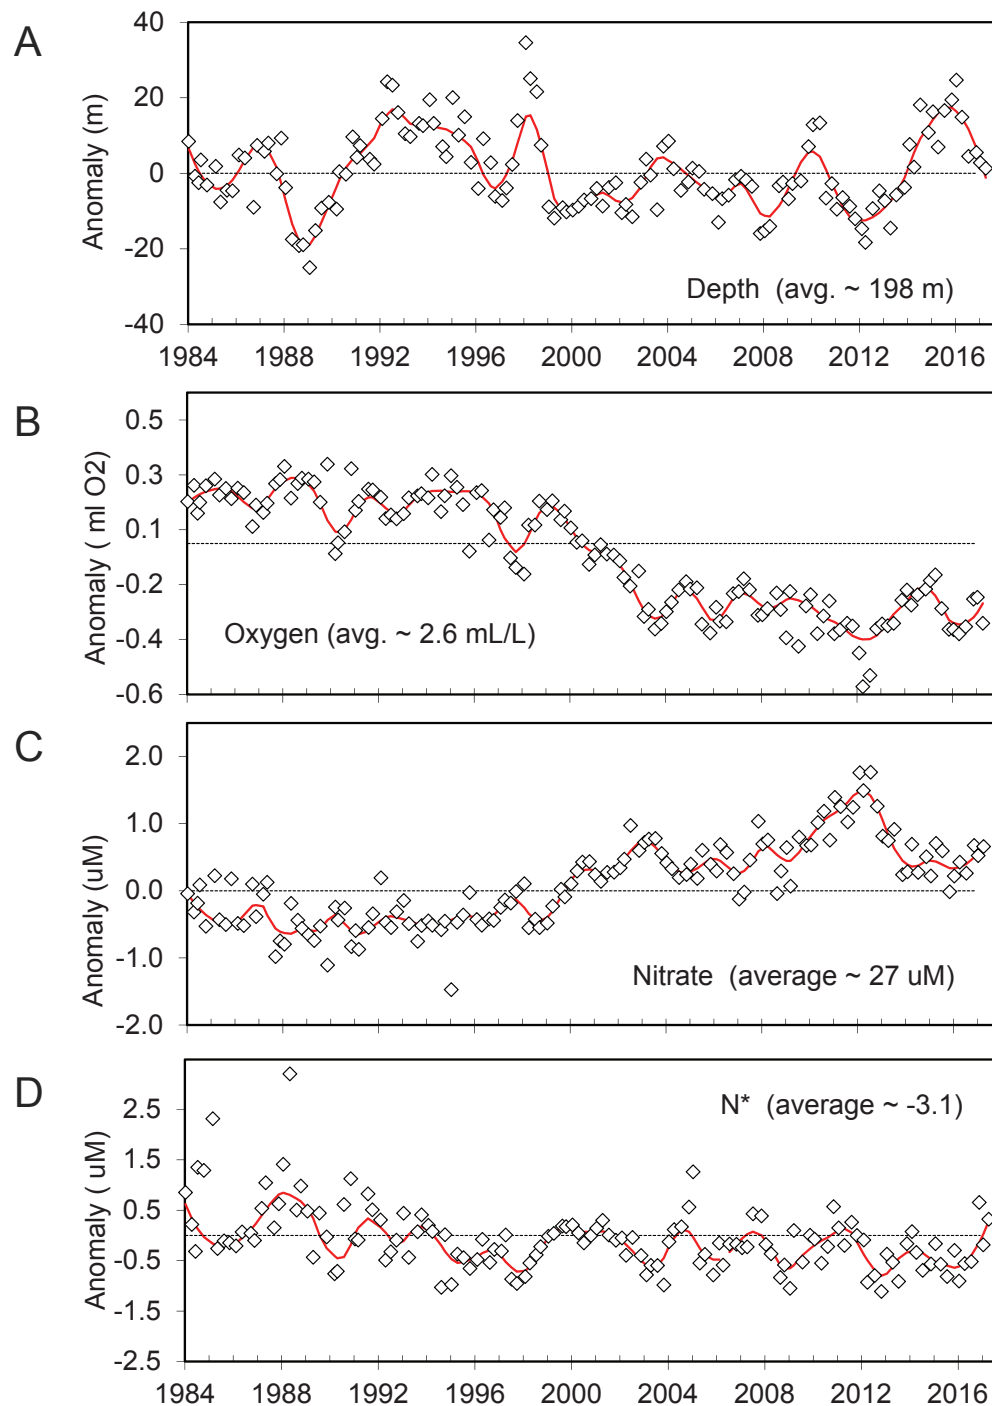 A
Anomaly (m)
40
20
0
-20
-40
Depth (avg. ~ 198 m)
1984 1988 1992 1996 2000 2004 2008 2012 2016
B
Anomaly ( ml O2)
0.5
0.3
0.1
-0.2
-0.4
-0.6
Oxygen (avg. ~ 2.6 mL/L)
C
Anomaly (uM)
2.0
1.0
0.0
-1.0
-2.0
Nitrate (average ~ 27 uM)
D
Anomaly ( uM)
2.5
1.5
0.5
-0.5
-1.5
-2.5
N* (average ~ -3.1)
1984 1988 1992 1996 2000 2004 2008 2012 2016